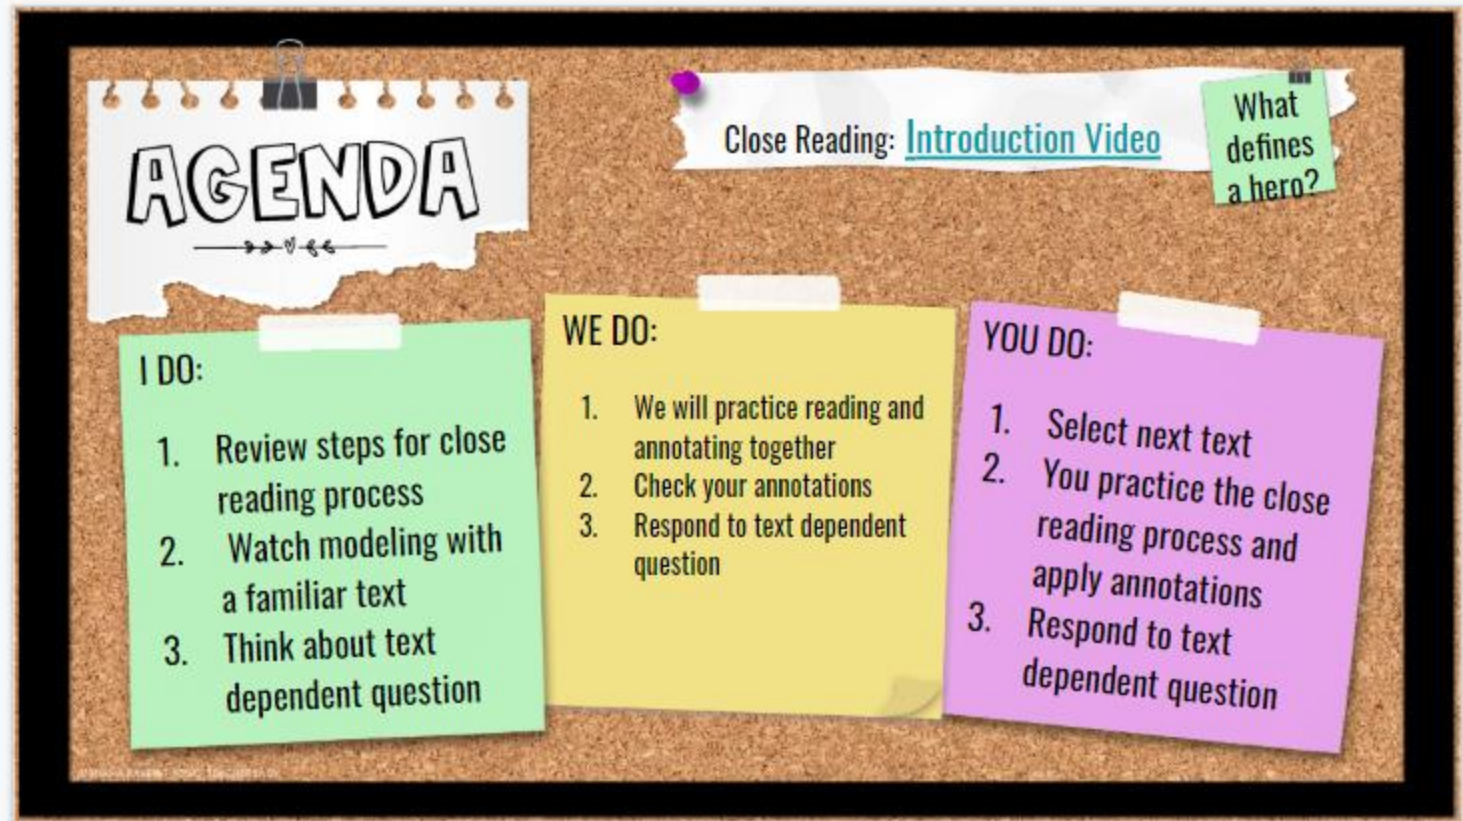 AGENDA
Close Reading: Introduction Video
What
defines
a hero?
I DO:
1. Review steps for close
reading process
2. Watch modeling with
a familiar text
3. Think about text
dependent question
WE DO:
1. We will practice reading and
annotating together
2. Check your annotations
3. Respond to text dependent
question
YOU DO:
1. Select next text
2. You practice the close
reading process and
apply annotations
3. Respond to text
dependent question